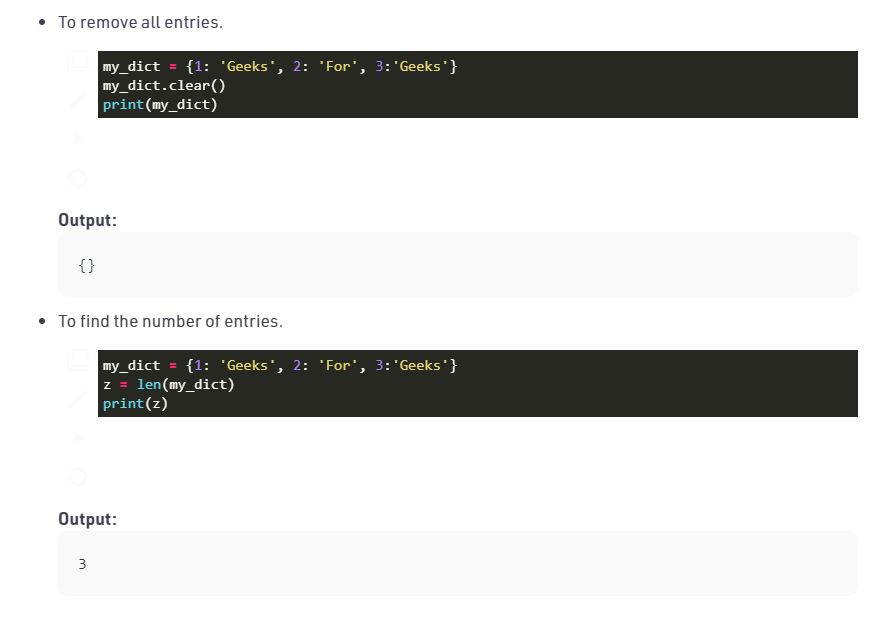 To remove all entries.
my_dict = {1: 'Geeks', 2: 'For', 3:'Geeks'}
my_dict.clear()
print(my_dict)
Output:
{}
To find the number of entries.
my_dict = {1: 'Geeks', 2: 'For', 3:'Geeks'}
z = len(my_dict)
print(z)
Output:
3